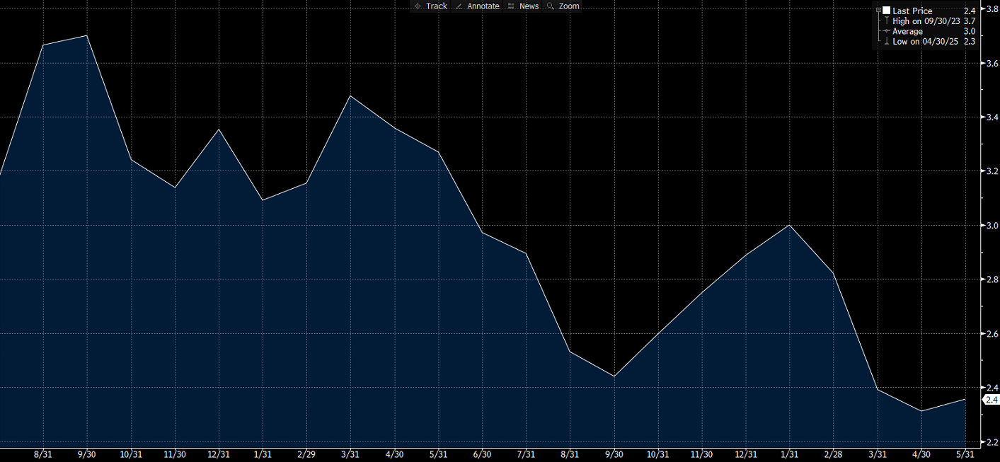 Track Annotate News Zoom
Last Price 2.4
High on 09/30/23 3.7
Average 3.0
Low on 04/30/25 2.3
3.8
3.6
3.4
3.2
3.0
2.8
2.6
2.4
2.4
2.2
8/31 9/30 10/31 11/30 12/31 1/31 2/29 3/31 4/30 5/31 6/30 7/31 8/31 9/30 10/31 11/30 12/31 1/31 2/28 3/31 4/30 5/31